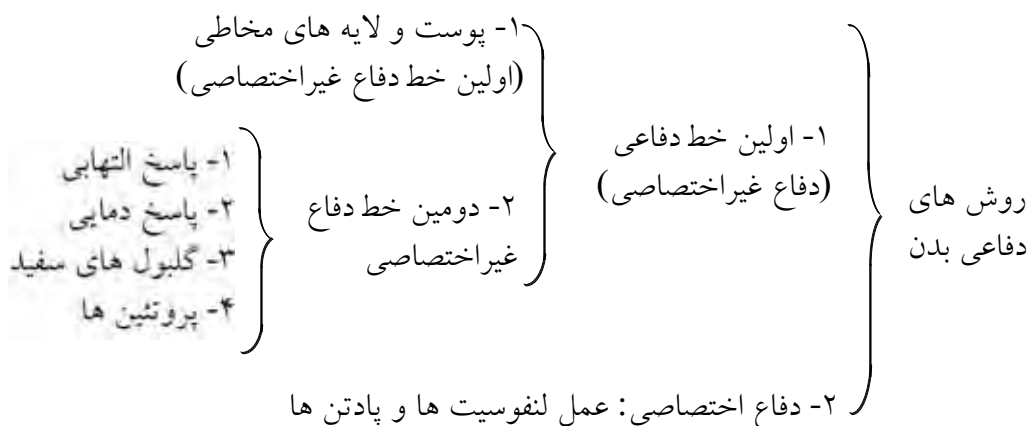 روش های
دفاعی بدن
۱- اولین خط دفاعی
(دفاع غیراختصاصی)
۱- پوست و لایه های مخاطی
(اولین خط دفاع غیراختصاصی)
۲- دومین خط دفاع
غیراختصاصی
۱- پاسخ التهابی
۲- پاسخ دمایی
۳- گلبول های سفید
۴- پروتئین ها
۲- دفاع اختصاصی: عمل لنفوسیت ها و پادتن ها